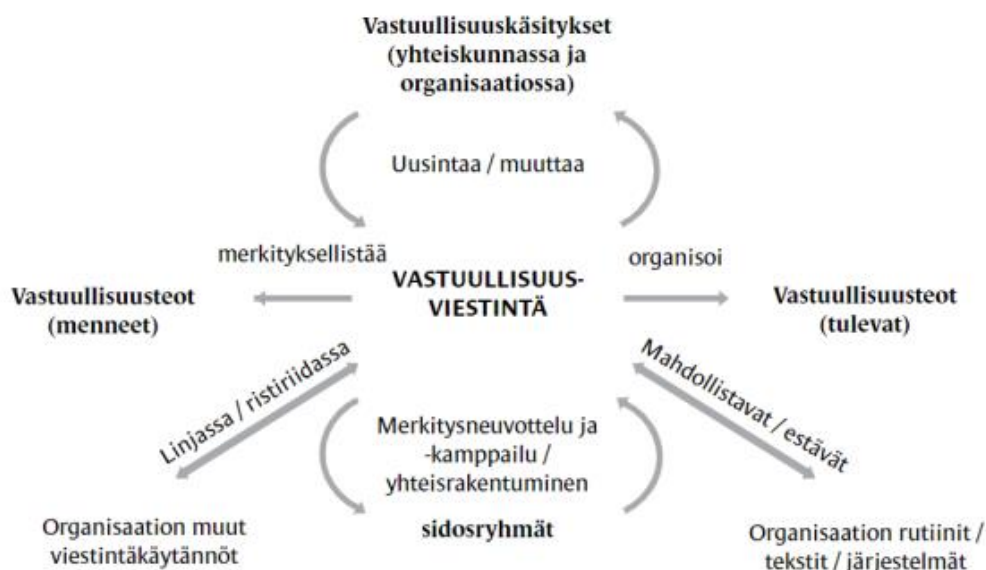 Vastuullisuuskäsitykset
(yhteiskunnassa ja
organisaatiossa)
Uusintaa / muuttaa
merkityksellistää
organisoi
VASTUULLISUUS-
VIESTINTÄ
Vastuullisuusteot
(menneet)
Vastuullisuusteot
(tulevat)
Linjassa / ristiriidassa
Mahdollistavat / estävät
Merkitysneuvottelu ja
-kamppailu /
yhteisrakentuminen
sidosryhmät
Organisaation muut
viestintäkäytännöt
Organisaation rutiinit /
tekstit / järjestelmät